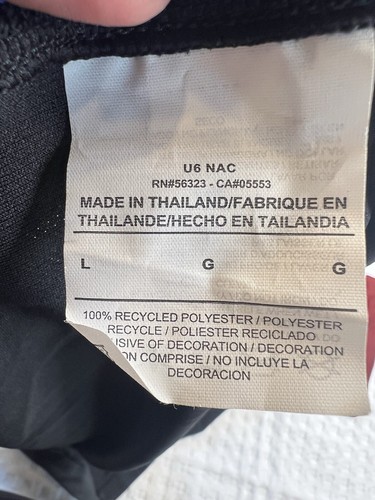 U6 NAC
RN#56323 - CA#05553
MADE IN THAILAND/FABRIQUE EN
THAILANDE/HECHO EN TAILANDIA
L G G
100% RECYCLED POLYESTER / POLYESTER
RECYCLE / POLIESTER RECICLADO
USIVE OF DECORATION / DECORATION
ON COMPRISE / NO INCLUYE LA
DECORACION